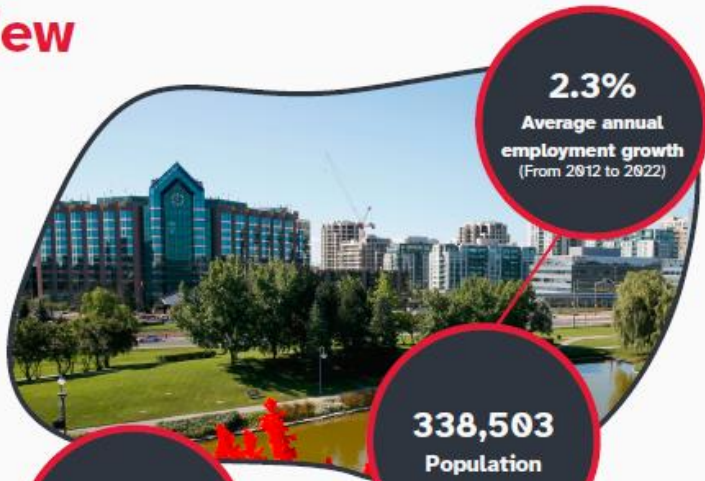 ew
2.3%
Average annual
employment growth
(From 2012 to 2022)
338,503
Population